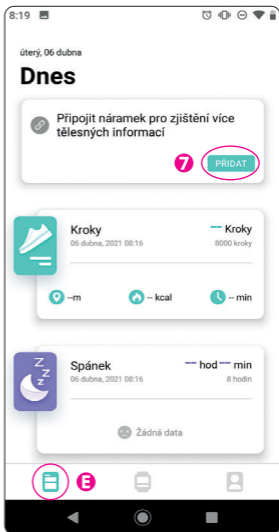 8:19
úterý, 06 dubna
Dnes
Připojit náramek pro zjištění více
tělesných informací
7 PŘIDAT
Kroky -- Kroky
06 dubna, 2021 08:16 8000 kroky
--m -- kcal -- min
Z Z Z
Spánek -- hod -- min
06 dubna, 2021 08:16 8 hodin
Žádná data
E